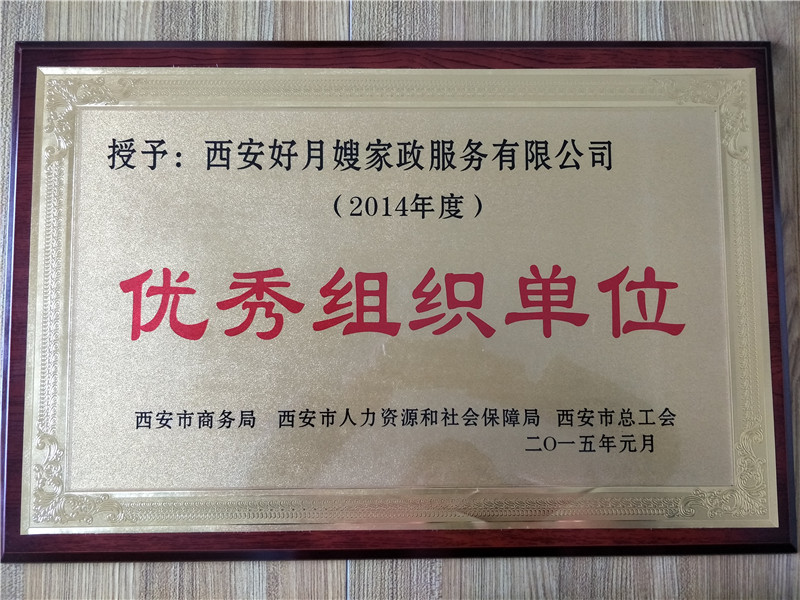 授予：西安好月嫂家政服务有限公司
（2014年度）
优秀组织单位
西安市商务局 西安市人力资源和社会保障局 西安市总工会
二〇一五年元月